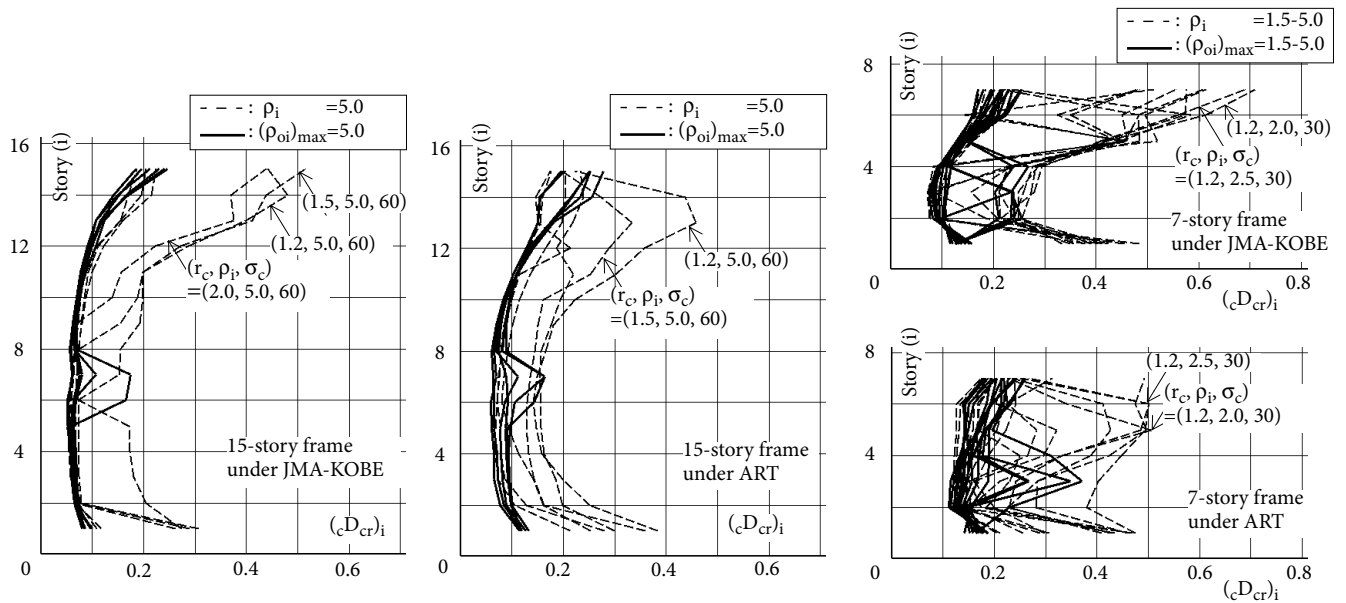 ρi =5.0
(ρoi)max=5.0
Story (i)
16
12
8
4
0
0.2
0.4
0.6
(1.5, 5.0, 60)
(1.2, 5.0, 60)
(rc, ρi, σc)
=(2.0, 5.0, 60)
15-story frame
under JMA-KOBE
(cDcr)i
ρi =5.0
(ρoi)max=5.0
Story (i)
16
12
8
4
0
0.2
0.4
0.6
(1.2, 5.0, 60)
(rc, ρi, σc)
=(1.5, 5.0, 60)
15-story frame
under ART
(cDcr)i
: ρi =1.5-5.0
: (ρoi)max=1.5-5.0
Story (i)
8
4
0
0.2
0.4
0.6
0.8
(1.2, 2.0, 30)
(rc, ρi, σc)
=(1.2, 2.5, 30)
7-story frame
under JMA-KOBE
(cDcr)i
Story (i)
8
4
0
0.2
0.4
0.6
0.8
(1.2, 2.5, 30)
(rc, ρi, σc)
=(1.2, 2.0, 30)
7-story frame
under ART
(cDcr)i